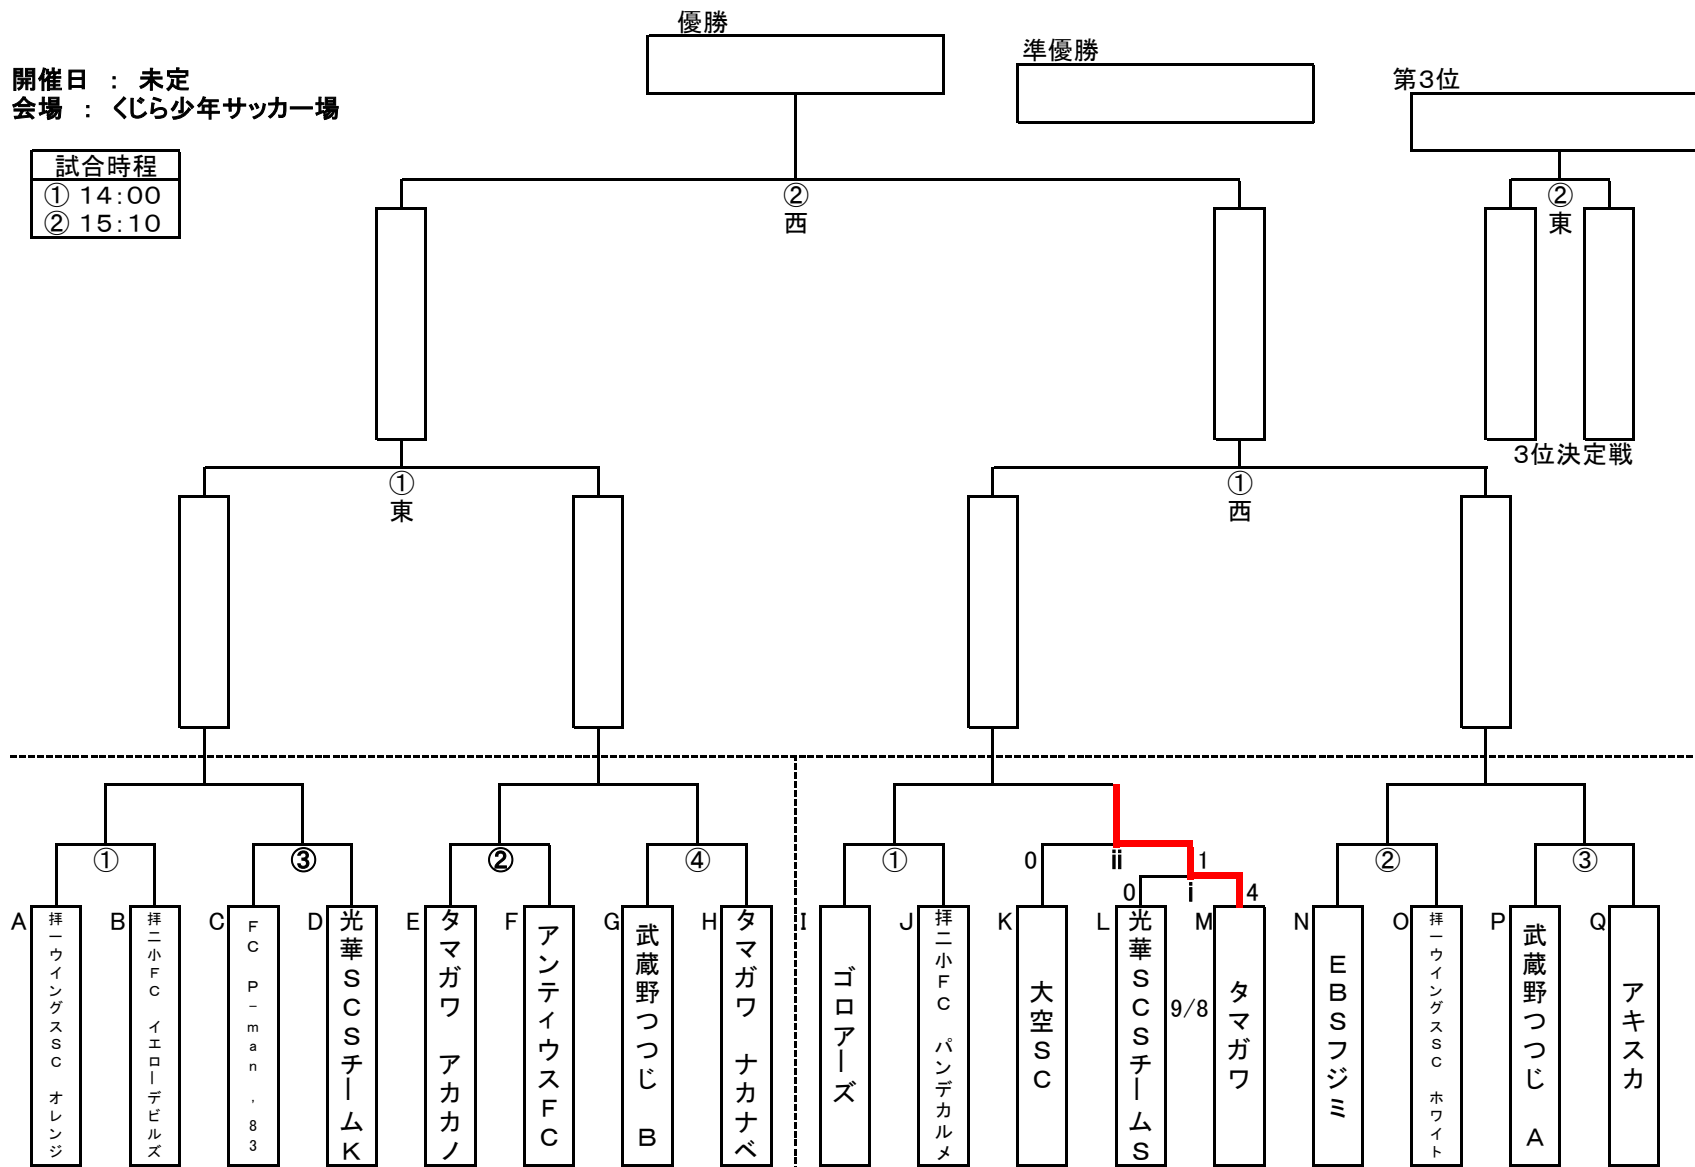 優勝
準優勝
第3位
開催日 ： 未定
会場 ： くじら少年サッカー場
試合時程
① 14:00
② 15:10
②
西
②
東
3位決定戦
①
東
①
西
①
③
②
④
①
0
ii
1
0
i
4
②
③
A
拝一ウイングスSC オレンジ
B
拝二小FC イエローデビルズ
C
FC P-man ,83
D
光華SCSチームK
E
タマガワ アカカノ
F
アンティウスFC
G
武蔵野つつじ B
H
タマガワ ナカナベ
I
ゴロアーズ
J
拝二小FC パンデカルメ
K
大空SC
L
光華SCSチームS
9/8
M
タマガワ
N
EBSフジミ
O
拝一ウイングスSC ホワイト
P
武蔵野つつじ A
Q
アキスカ